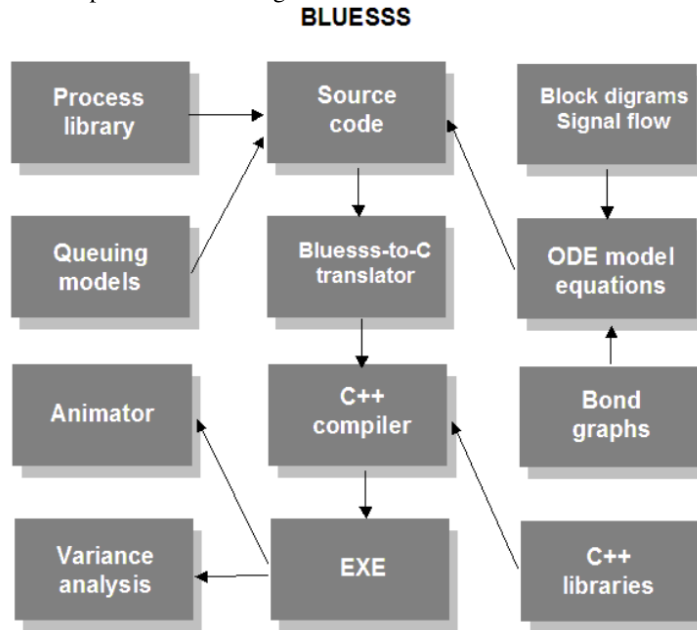 BLUESSS
Process
library
Source
code
Block digrams
Signal flow
Queuing
models
Bluesss-to-C
translator
ODE model
equations
Animator
C++
compiler
Bond
graphs
Variance
analysis
EXE
C++
libraries